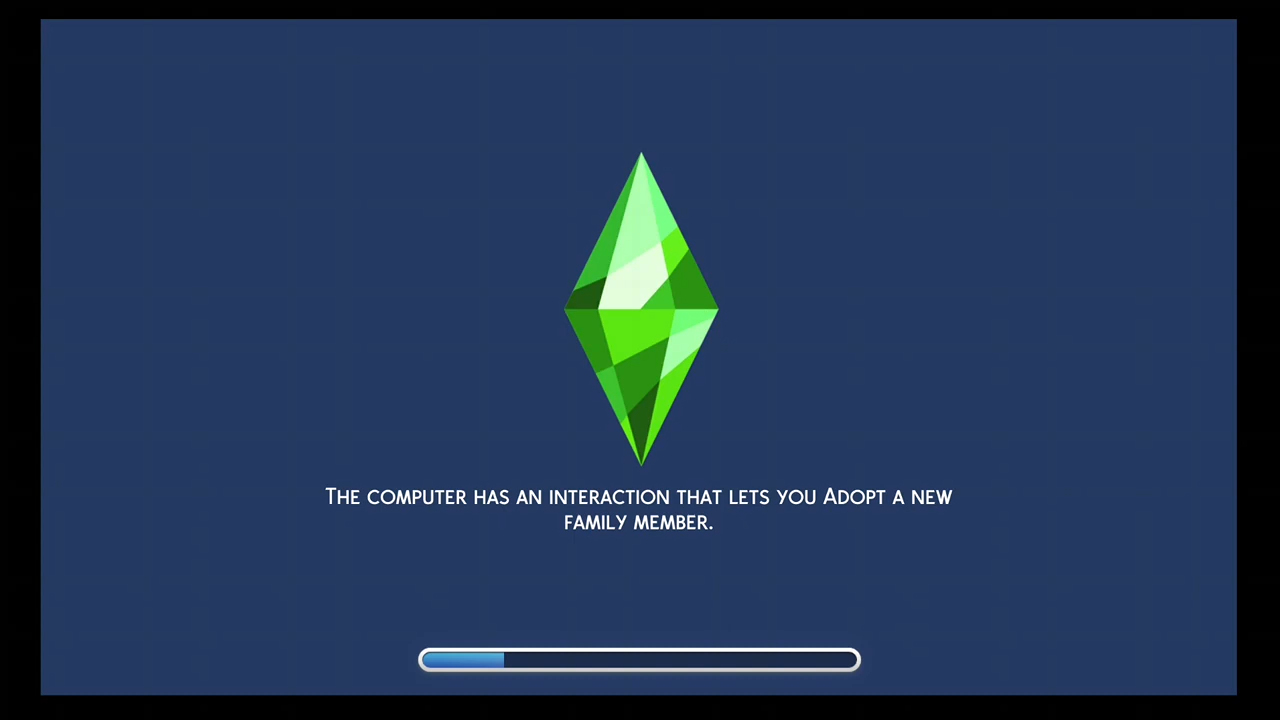 The computer has an interaction that lets you Adopt a new
family member.